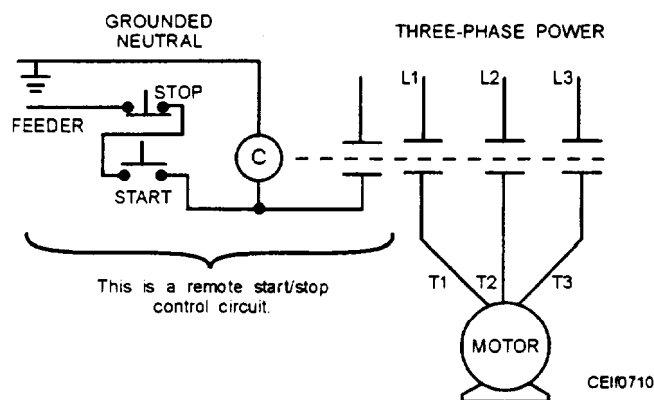 GROUNDED
NEUTRAL
THREE-PHASE POWER
L1 L2 L3
STOP
FEEDER
C
START
This is a remote start/stop
control circuit.
T1 T2 T3
MOTOR
CEIf0710